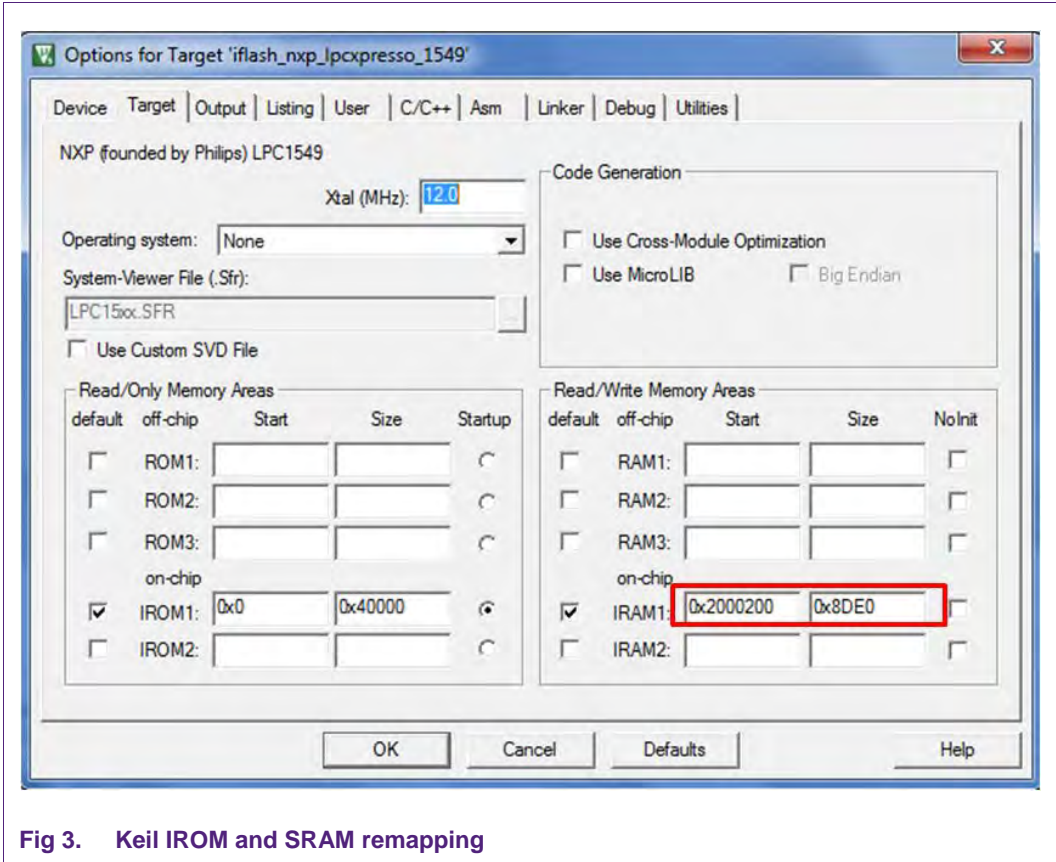 Options for Target 'iflash_nxp_lpcxpresso_1549'
Device Target Output Listing User C/C++ Asm Linker Debug Utilities
NXP (founded by Philips) LPC1549
Code Generation
Xtal (MHz): 12.0
Operating system: None
Use Cross-Module Optimization
System-Viewer File (.Sfr):
Use MicroLIB Big Endian
LPC15xx.SFR
...
Use Custom SVD File
Read/Only Memory Areas
Read/Write Memory Areas
default off-chip Start Size Startup
default off-chip Start Size NoInit
ROM1:
RAM1:
ROM2:
RAM2:
ROM3:
RAM3:
on-chip
on-chip
IROM1: 0x0 0x40000
IRAM1: 0x2000200 0x8DE0
IROM2:
IRAM2:
OK Cancel Defaults Help
Fig 3. Keil IROM and SRAM remapping